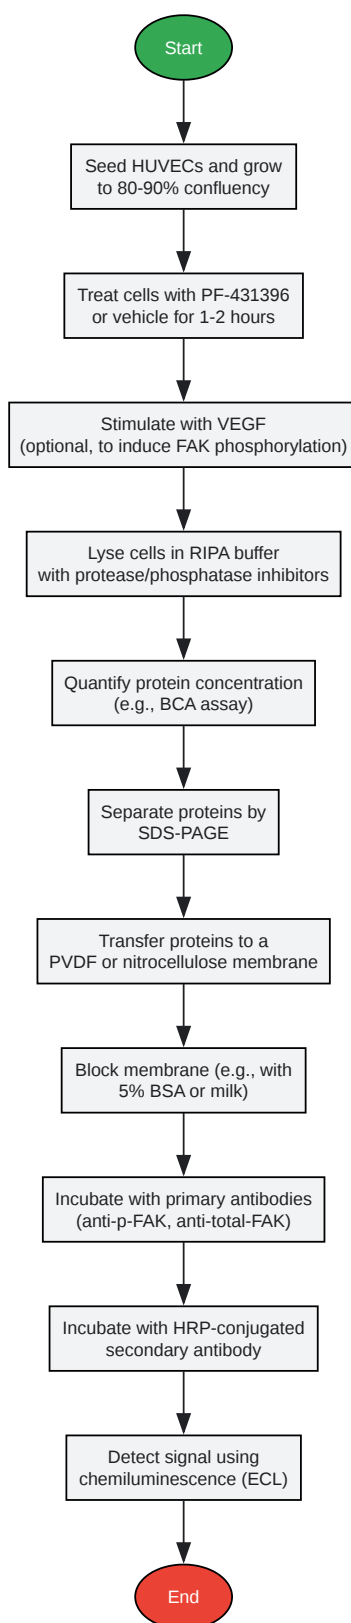 Start
Seed HUVECs and grow
to 80-90% confluency
Treat cells with PF-431396
or vehicle for 1-2 hours
Stimulate with VEGF
(optional, to induce FAK phosphorylation)
Lyse cells in RIPA buffer
with protease/phosphatase inhibitors
Quantify protein concentration
(e.g., BCA assay)
Separate proteins by
SDS-PAGE
Transfer proteins to a
PVDF or nitrocellulose membrane
Block membrane (e.g., with
5% BSA or milk)
Incubate with primary antibodies
(anti-p-FAK, anti-total-FAK)
Incubate with HRP-conjugated
secondary antibody
Detect signal using
chemiluminescence (ECL)
End